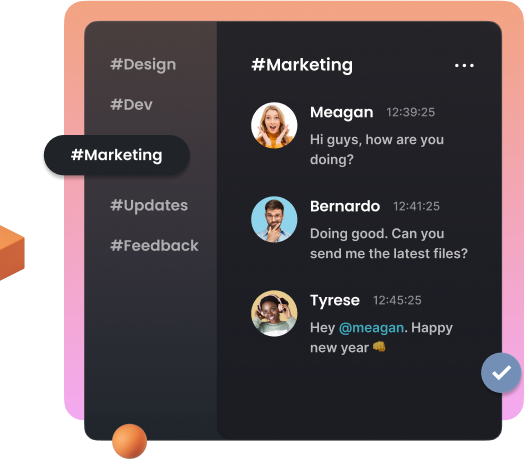 #Design
#Dev
#Marketing
#Updates
#Feedback
#Marketing
Meagan 12:39:25
Hi guys, how are you
doing?
Bernardo 12:41:25
Doing good. Can you
send me the latest files?
Tyrese 12:45:25
Hey @meagan. Happy
new year 👊